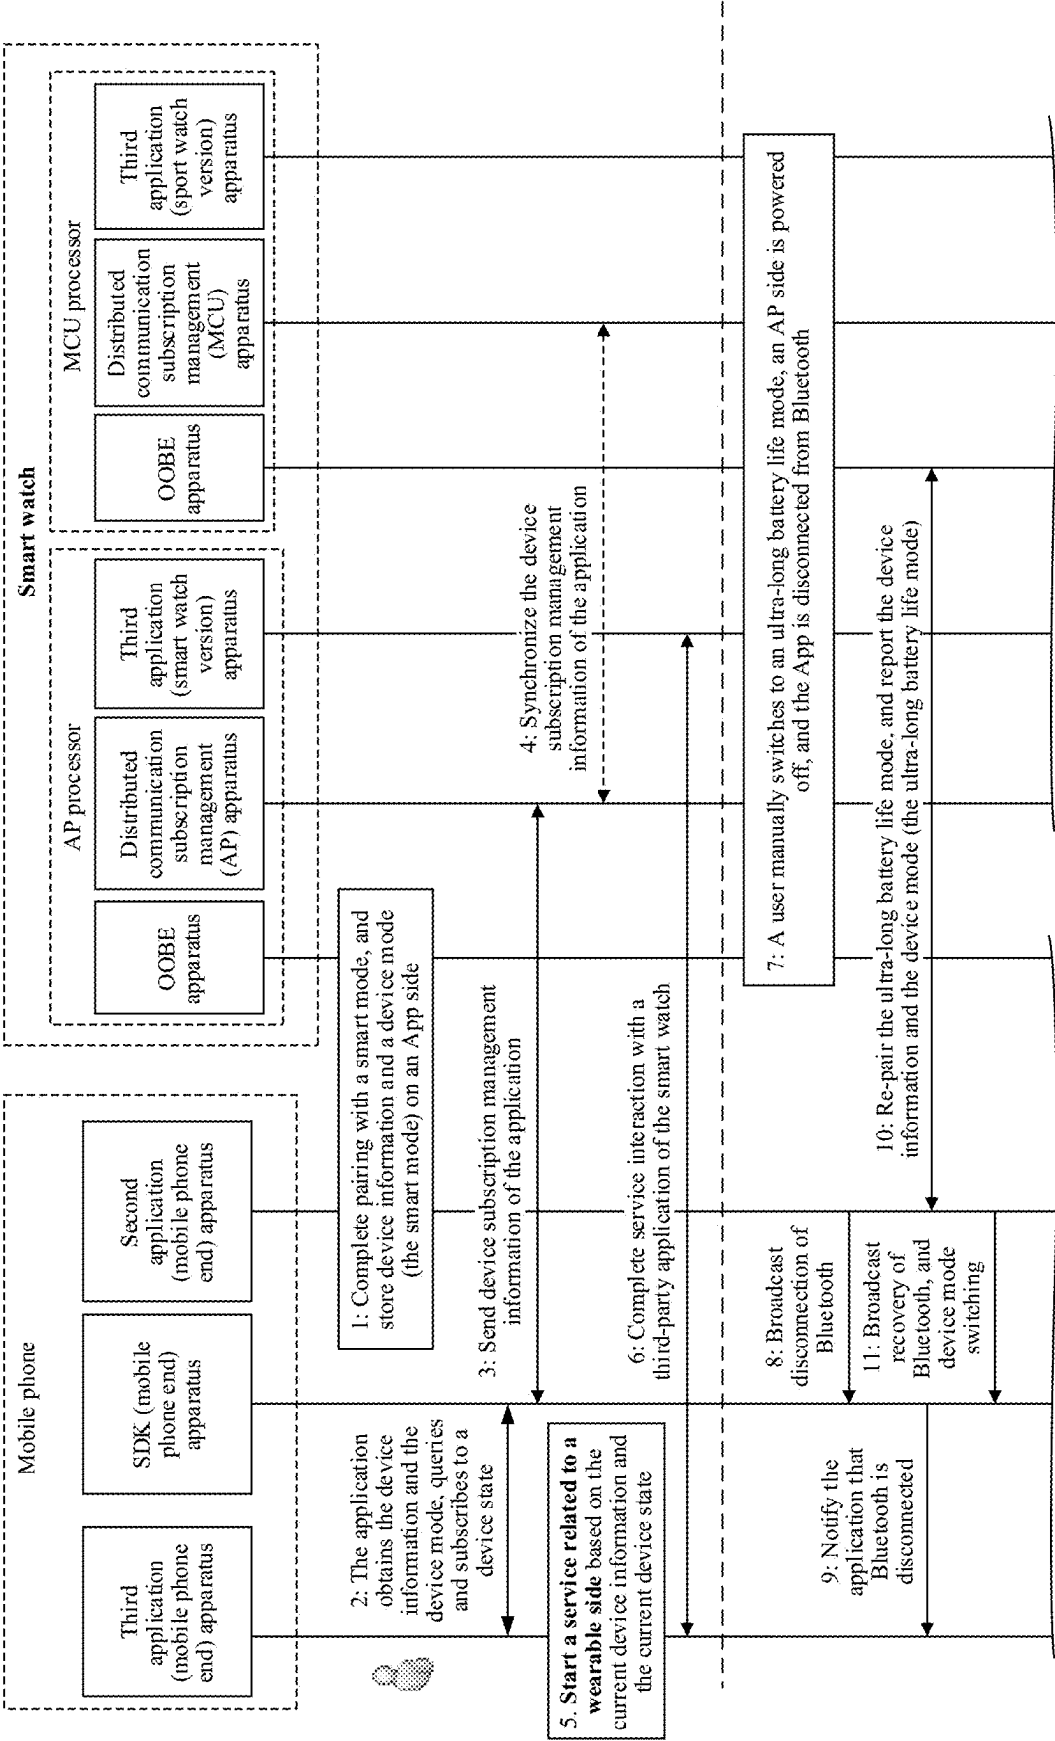 Mobile phone
Smart watch
AP processor
MCU processor
Third
application
(mobile phone
end) apparatus
SDK (mobile
phone end)
apparatus
Second
application
(mobile phone
end) apparatus
OOBE
apparatus
Distributed
communication
subscription
management
(AP) apparatus
Third
application
(smart watch
version)
apparatus
OOBE
apparatus
Distributed
communication
subscription
management
(MCU)
apparatus
Third
application
(sport watch
version)
apparatus
1: Complete pairing with a smart mode, and
store device information and a device mode
(the smart mode) on an App side
2: The application
obtains the device
information and the
device mode, queries
and subscribes to a
device state
3: Send device subscription management
information of the application
4: Synchronize the device
subscription management
information of the application
5. Start a service related to a
wearable side based on the
current device information and
the current device state
6: Complete service interaction with a
third-party application of the smart watch
7: A user manually switches to an ultra-long battery life mode, an AP side is powered
off, and the App is disconnected from Bluetooth
8: Broadcast
disconnection of
Bluetooth
9: Notify the
application that
Bluetooth is
disconnected
10: Re-pair the ultra-long battery life mode, and report the device
information and the device mode (the ultra-long battery life mode)
11: Broadcast
recovery of
Bluetooth, and
device mode
switching